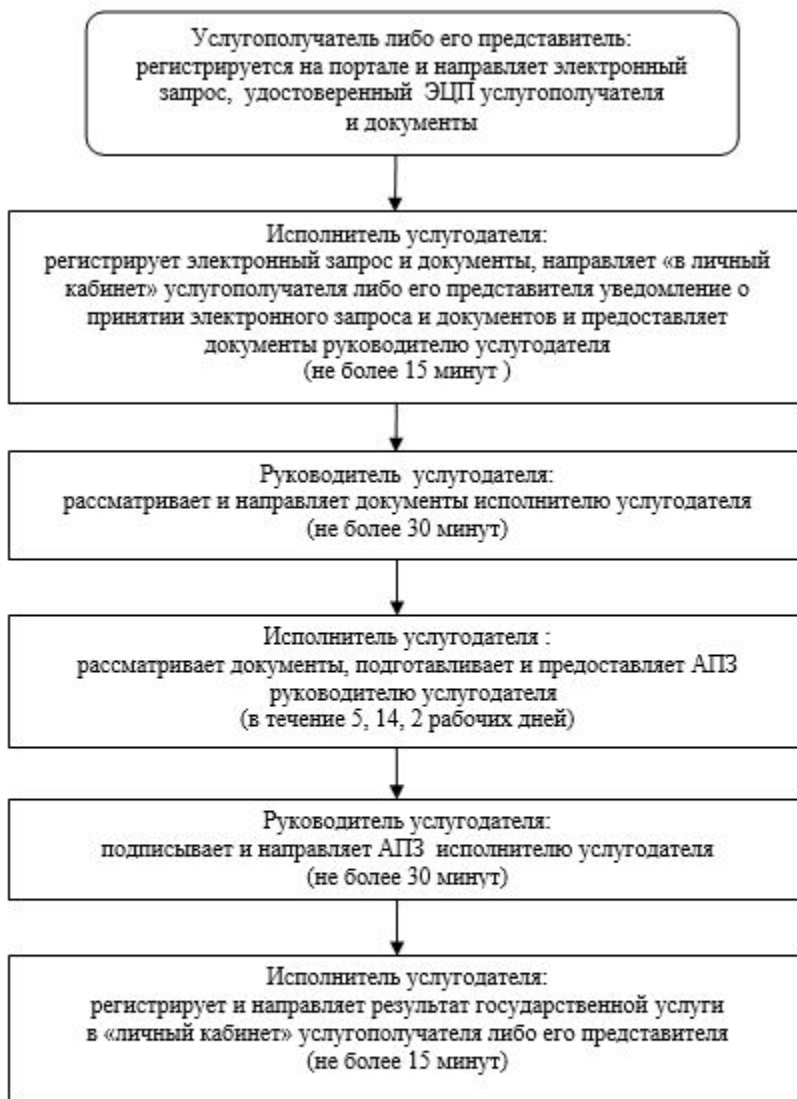 Услугополучатель либо его представитель:
регистрируется на портале и направляет электронный
запрос, удостоверенный ЭЦП услугополучателя
и документы
Исполнитель услугодателя:
регистрирует электронный запрос и документы, направляет «в личный
кабинет» услугополучателя либо его представителя уведомление о
принятии электронного запроса и документов и предоставляет
документы руководителю услугодателя
(не более 15 минут )
Руководитель услугодателя:
рассматривает и направляет документы исполнителю услугодателя
(не более 30 минут)
Исполнитель услугодателя :
рассматривает документы, подготавливает и предоставляет АПЗ
руководителю услугодателя
(в течение 5, 14, 2 рабочих дней)
Руководитель услугодателя:
подписывает и направляет АПЗ исполнителю услугодателя
(не более 30 минут)
Исполнитель услугодателя:
регистрирует и направляет результат государственной услуги
в «личный кабинет» услугополучателя либо его представителя
(не более 15 минут)